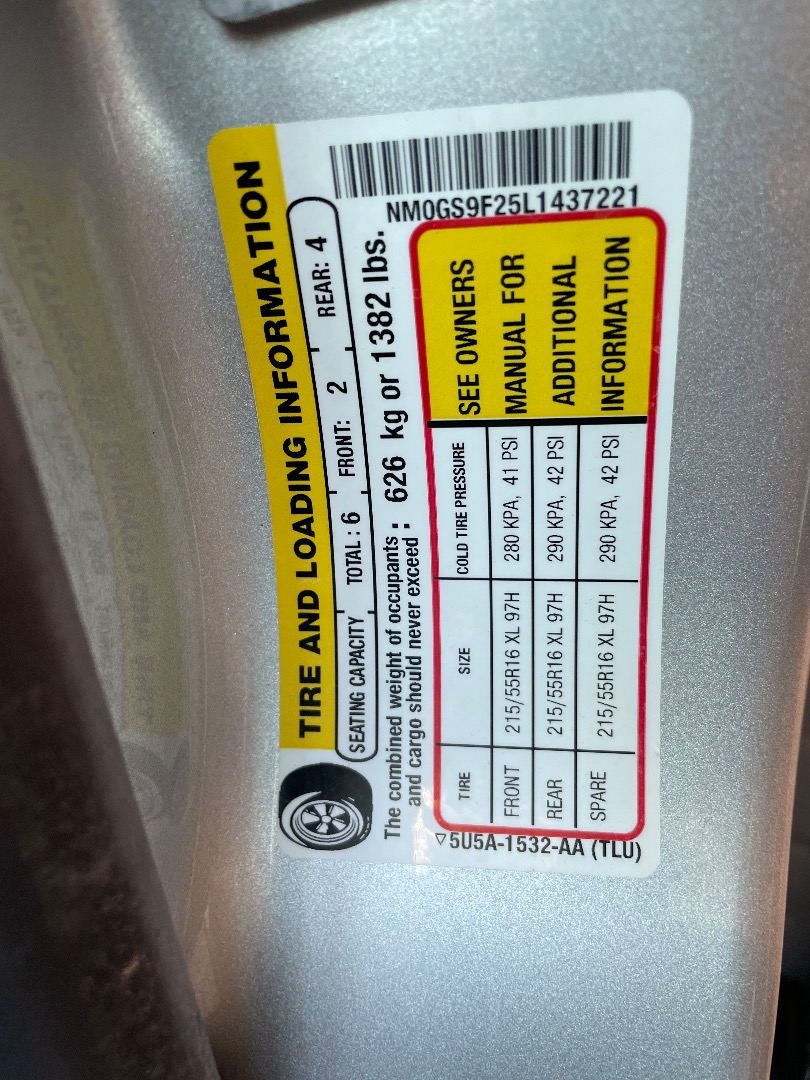 TIRE AND LOADING INFORMATION
SEATING CAPACITY TOTAL: 6 FRONT: 2 REAR: 4
The combined weight of occupants and cargo should never exceed : 626 kg or 1382 lbs.
NM0GS9F25L1437221
TIRE SIZE COLD TIRE PRESSURE
FRONT 215/55R16 XL 97H 280 KPA, 41 PSI
REAR 215/55R16 XL 97H 290 KPA, 42 PSI
SPARE 215/55R16 XL 97H 290 KPA, 42 PSI
SEE OWNERS
MANUAL FOR
ADDITIONAL
INFORMATION
▽5U5A-1532-AA (TLU)